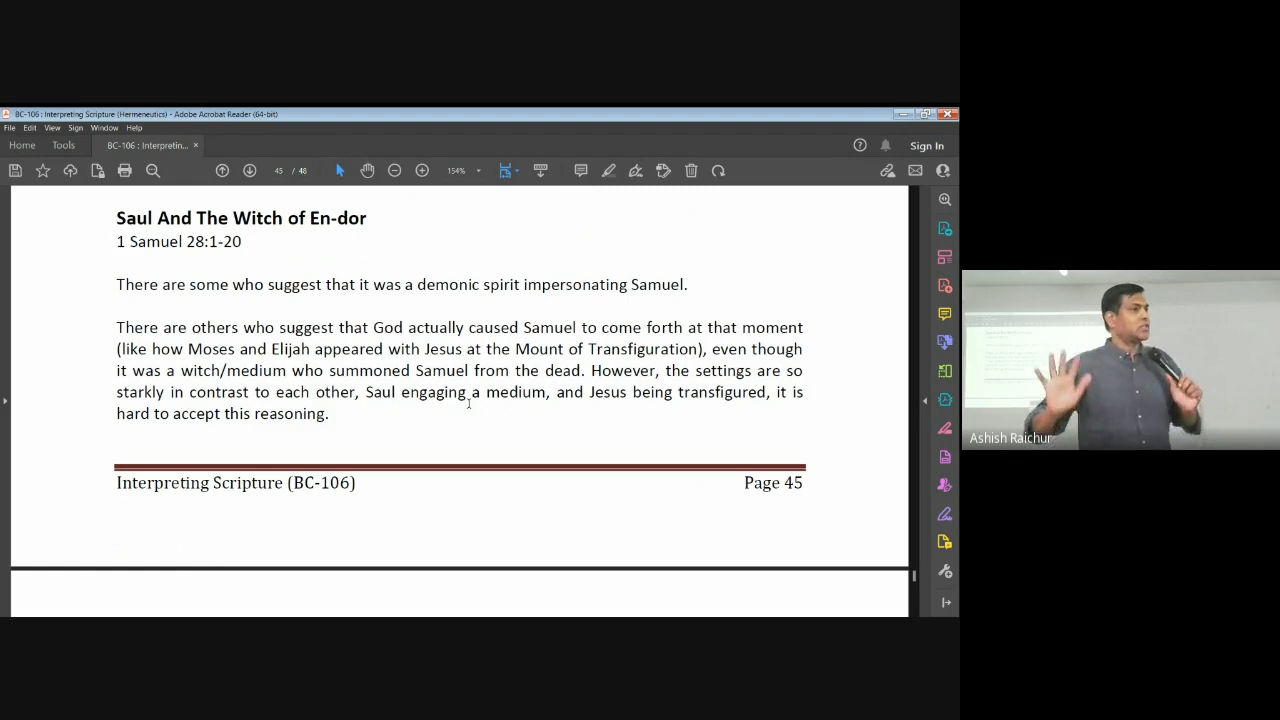 BC-106 : Interpreting Scripture (Hermeneutics) - Adobe Acrobat Reader (64-bit)
File Edit View Sign Window Help
Home Tools BC-106 : Interpretin... × Sign In
45 / 48 154%
Saul And The Witch of En-dor
1 Samuel 28:1-20
There are some who suggest that it was a demonic spirit impersonating Samuel.
There are others who suggest that God actually caused Samuel to come forth at that moment
(like how Moses and Elijah appeared with Jesus at the Mount of Transfiguration), even though
it was a witch/medium who summoned Samuel from the dead. However, the settings are so
starkly in contrast to each other, Saul engaging a medium, and Jesus being transfigured, it is
hard to accept this reasoning.
Interpreting Scripture (BC-106) Page 45
Ashish Raichur